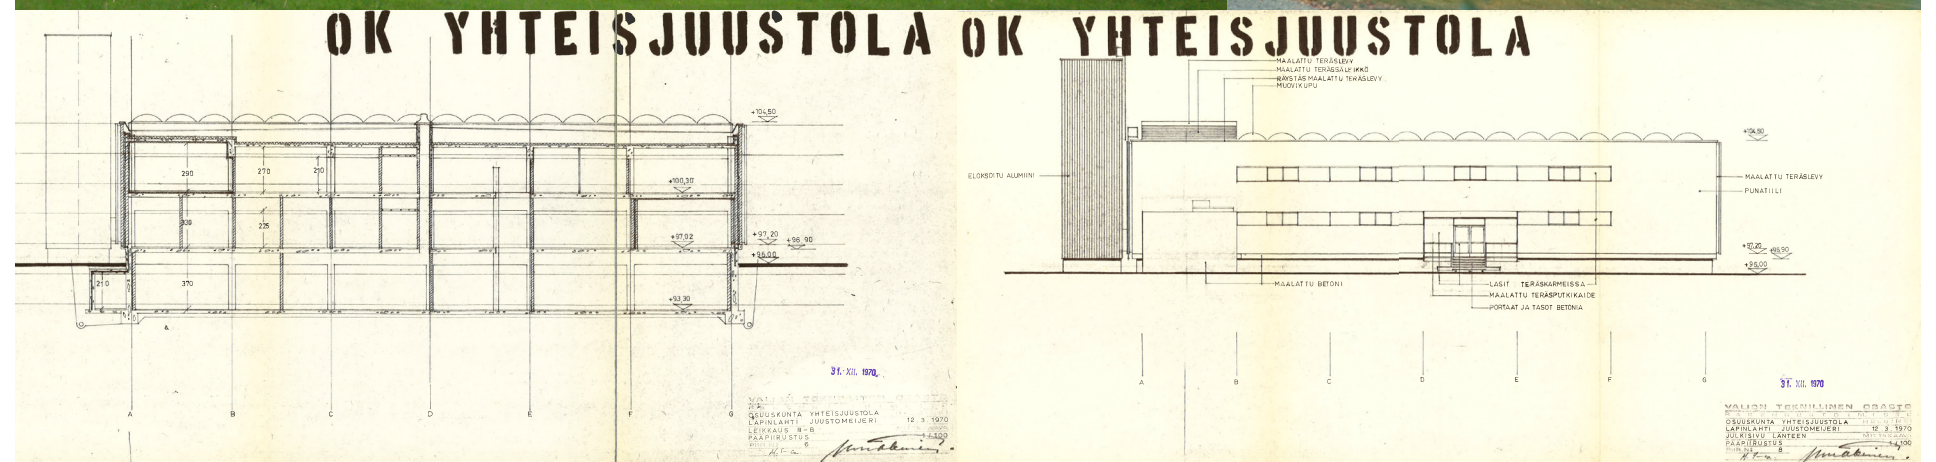 OK YHTEISJUUSTOLA
+104,50
290
270
210
+100,30
330
225
+97,02
+97,20
+96,90
+96,00
210
370
+93,30
31. XII. 1970
A B C D E F G
OSUUSKUNTA YHTEISJUUSTOLA
LAPINLAHTI JUUSTOMEIJERI 12 3 1970
LEIKKAUS B-B
PÄÄPIIRUSTUS 1/100
6
OK YHTEISJUUSTOLA
MAALATTU TERÄSLEVY
MAALATTU TERÄSSÄLEIKKÖ
RÄYSTÄS MAALATTU TERÄSLEVY
MUOVIKUPU
+104,50
ELOKSOITU ALUMIINI
MAALATTU TERÄSLEVY
PUNATIILI
+97,20
+96,90
+96,00
MAALATTU BETONI
LASIT TERÄSKARMEISSA
MAALATTU TERÄSPUTKIKAIDE
PORTAAT JA TASOT BETONIA
A B C D E F G
31. XII. 1970
VALION TEKNILLINEN OSASTO
OSUUSKUNTA YHTEISJUUSTOLA
LAPINLAHTI JUUSTOMEIJERI 12 3 1970
JULKISIVU LÄNTEEN
PÄÄPIIRUSTUS 1/100
8